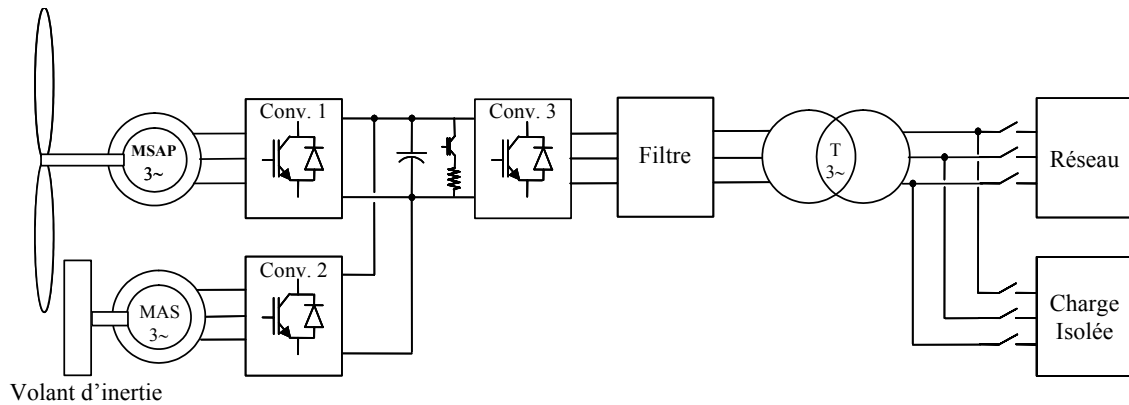 Conv. 1
Conv. 3
MSAP
3~
Filtre
T
3~
Réseau
Conv. 2
MAS
3~
Charge
Isolée
Volant d'inertie